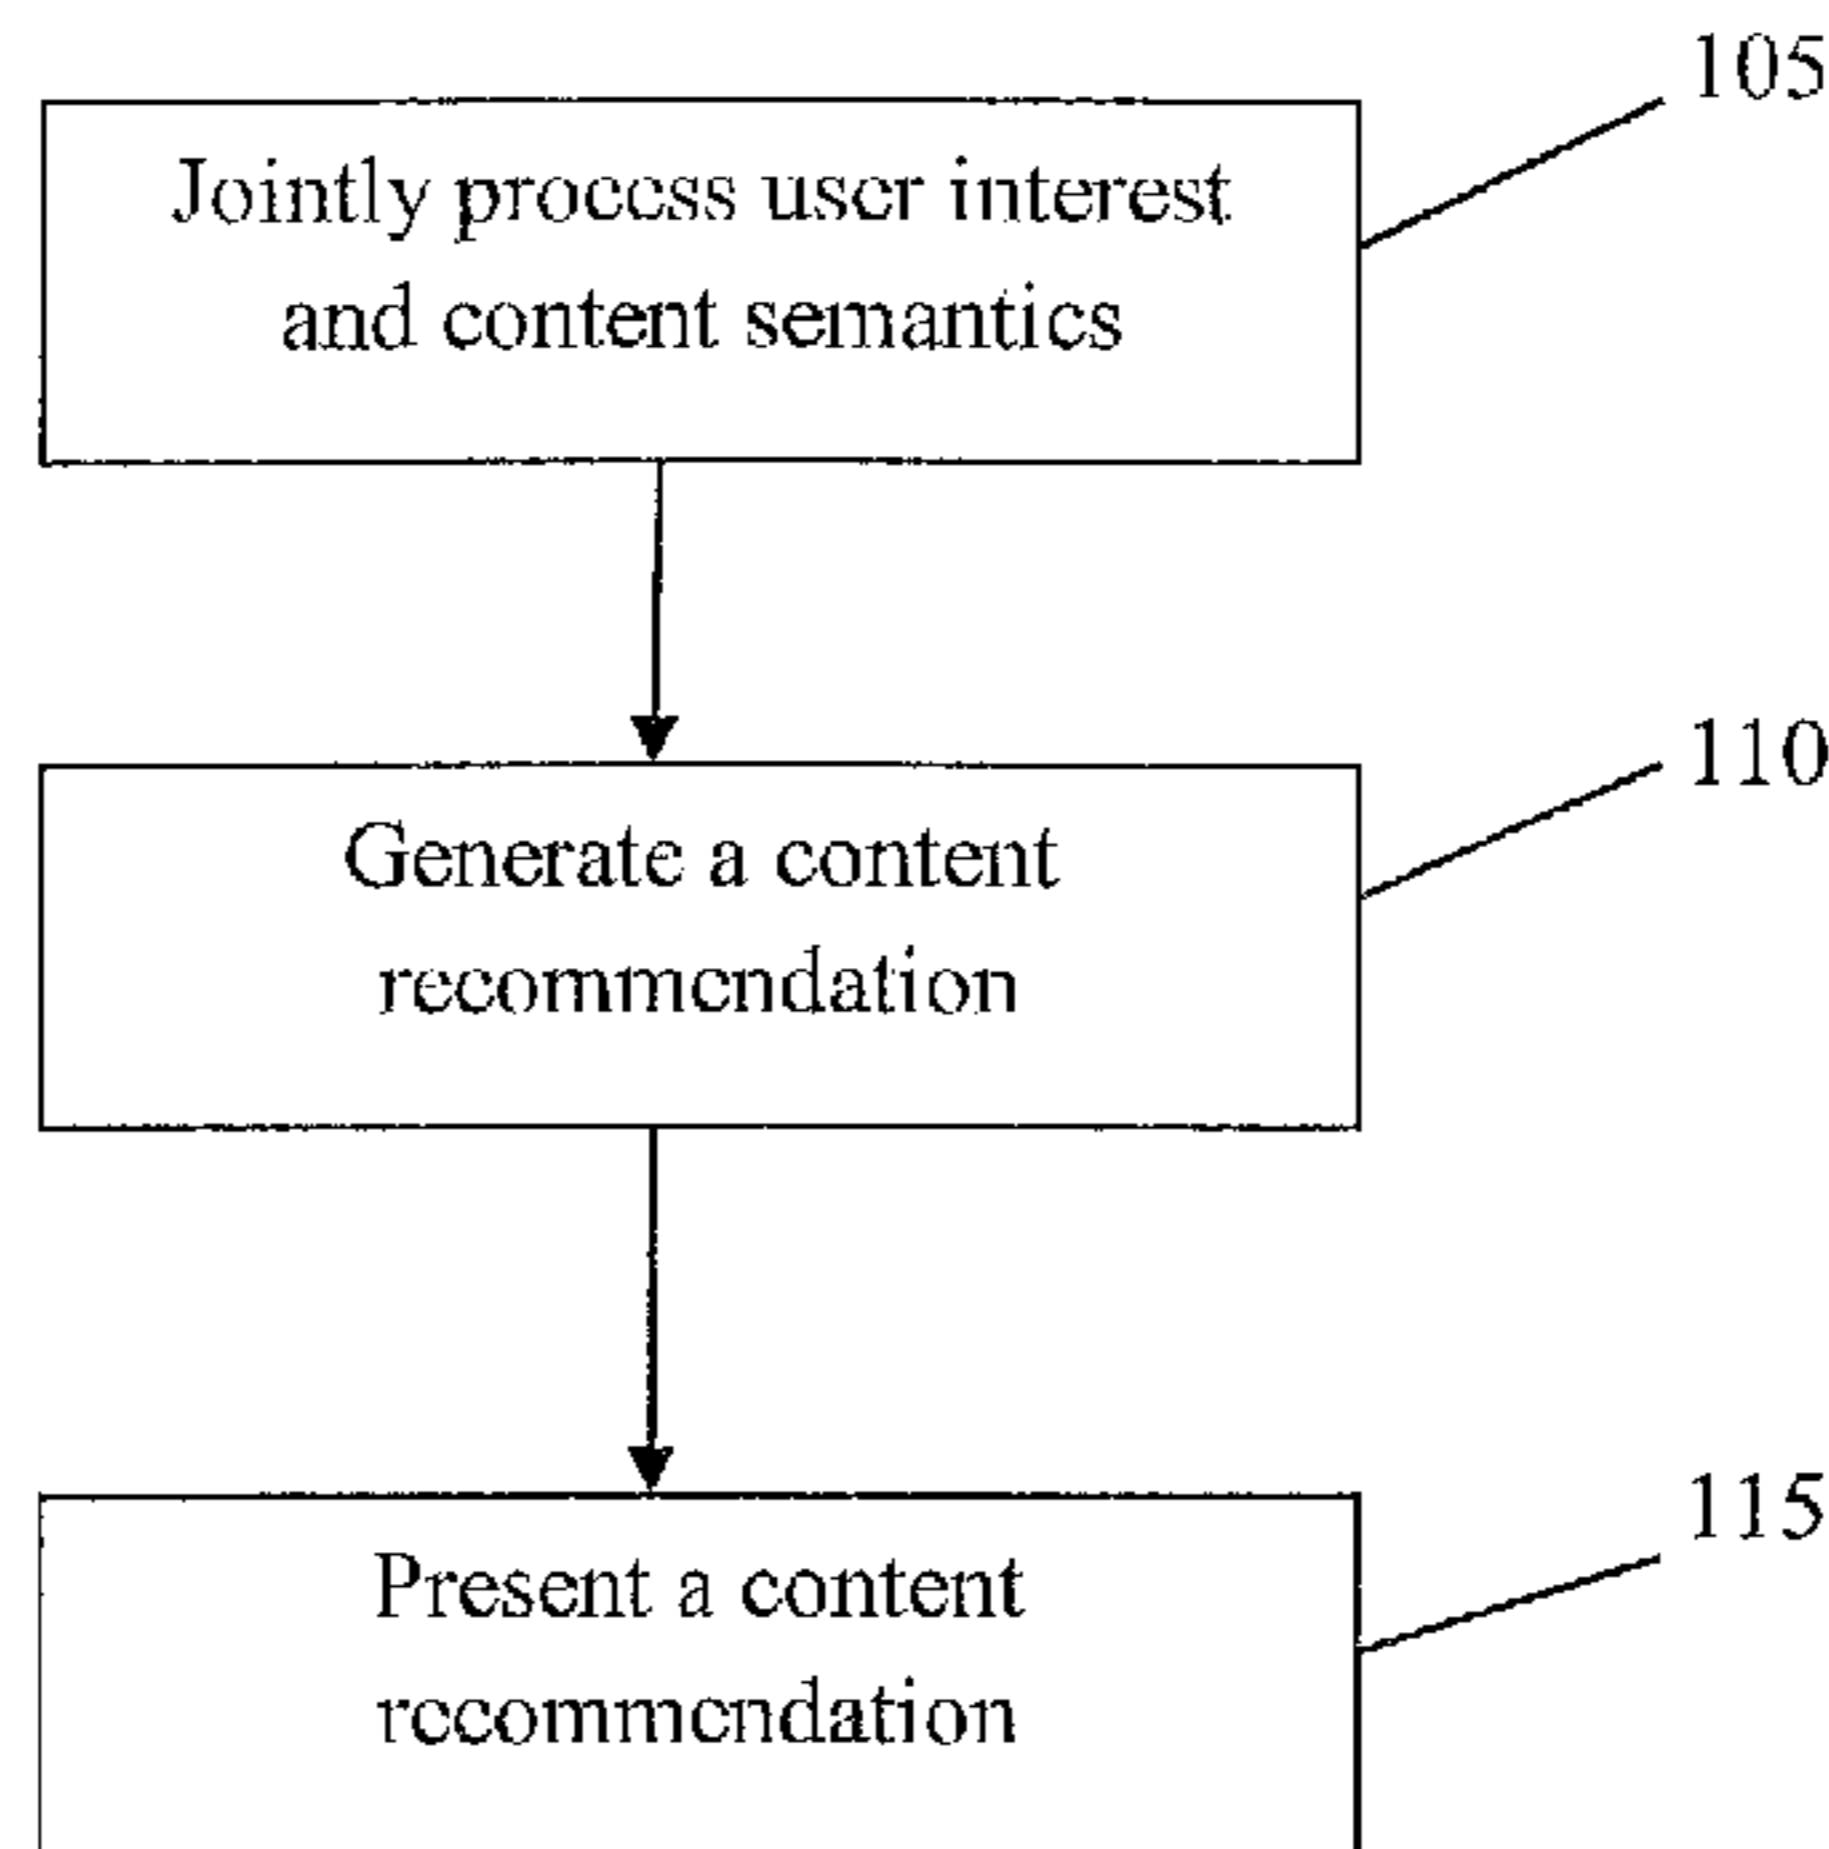 105
Jointly process user interest
and content semantics
110
Generate a content
recommendation
115
Present a content
recommendation